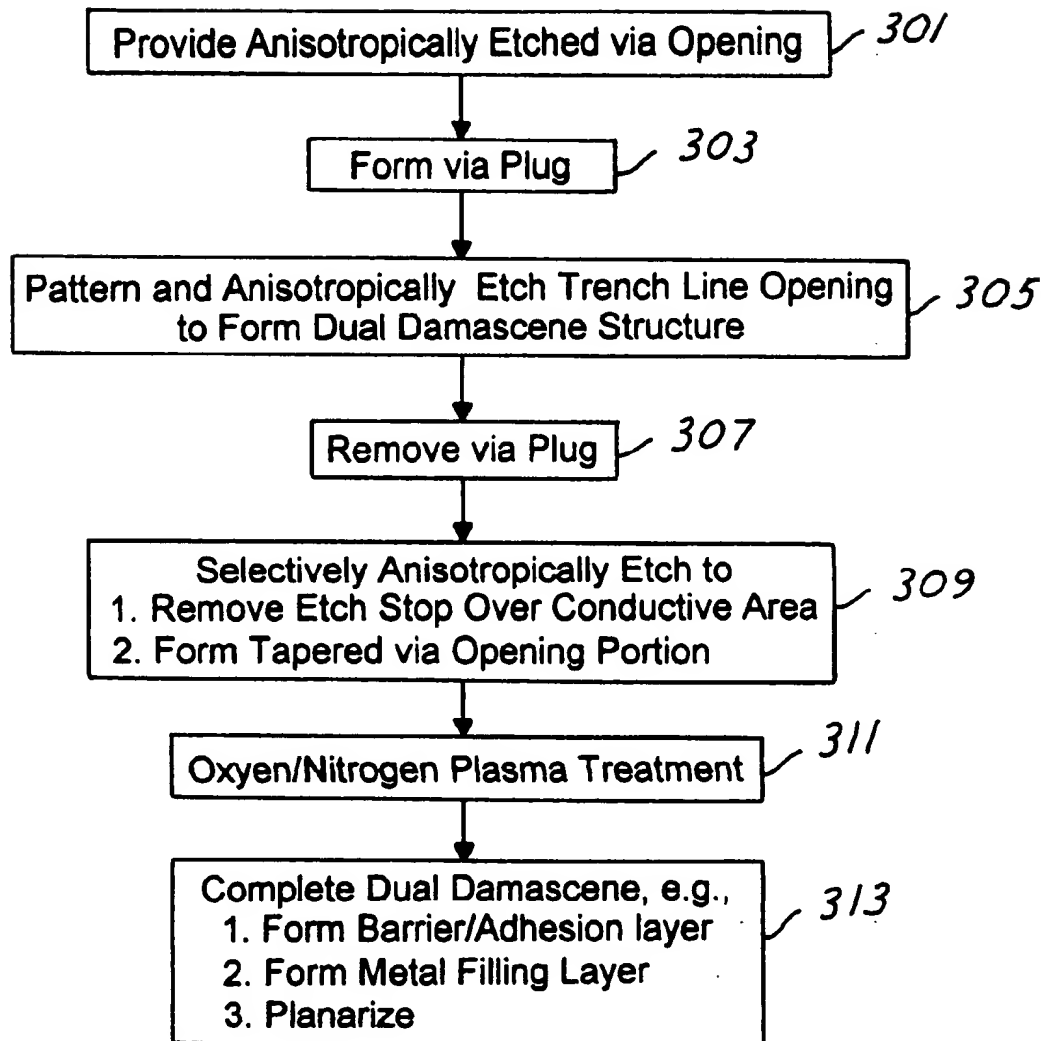 Provide Anisotropically Etched via Opening 301
Form via Plug 303
Pattern and Anisotropically Etch Trench Line Opening
to Form Dual Damascene Structure 305
Remove via Plug 307
Selectively Anisotropically Etch to
1. Remove Etch Stop Over Conductive Area 309
2. Form Tapered via Opening Portion
Oxyen/Nitrogen Plasma Treatment 311
Complete Dual Damascene, e.g.,
1. Form Barrier/Adhesion layer 313
2. Form Metal Filling Layer
3. Planarize